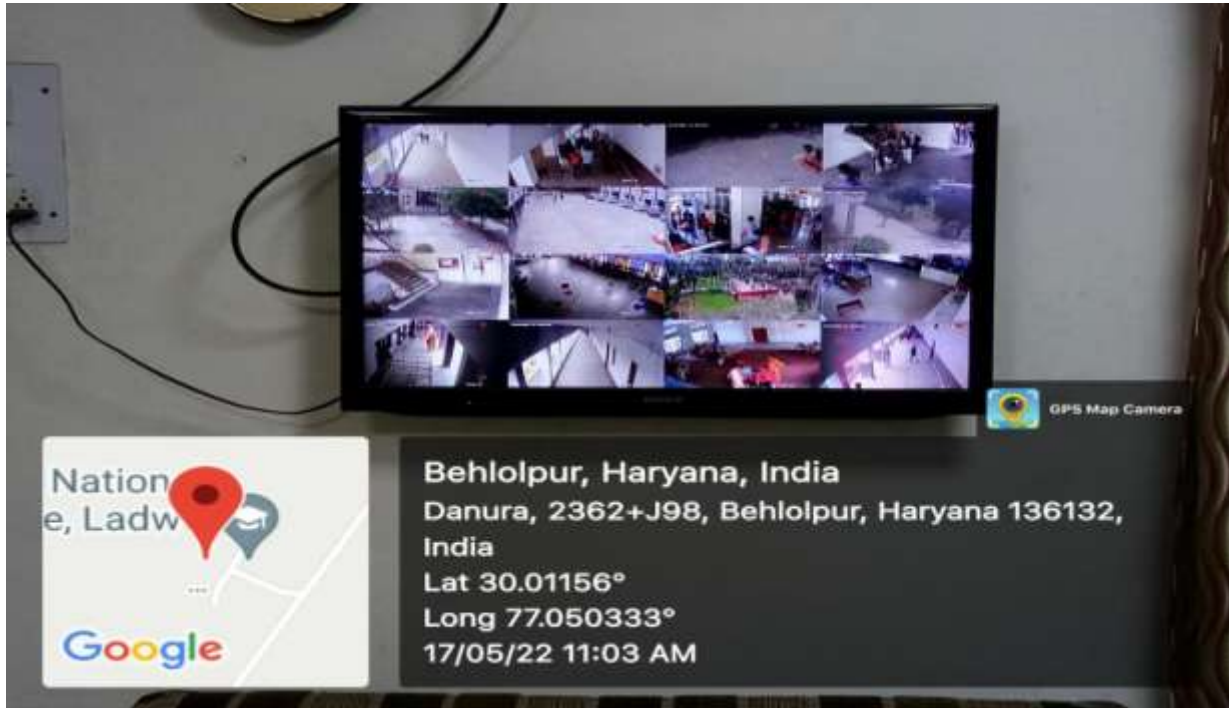 GPS Map Camera
Nation
e, Ladw
Google
Behlolpur, Haryana, India
Danura, 2362+J98, Behlolpur, Haryana 136132,
India
Lat 30.01156°
Long 77.050333°
17/05/22 11:03 AM